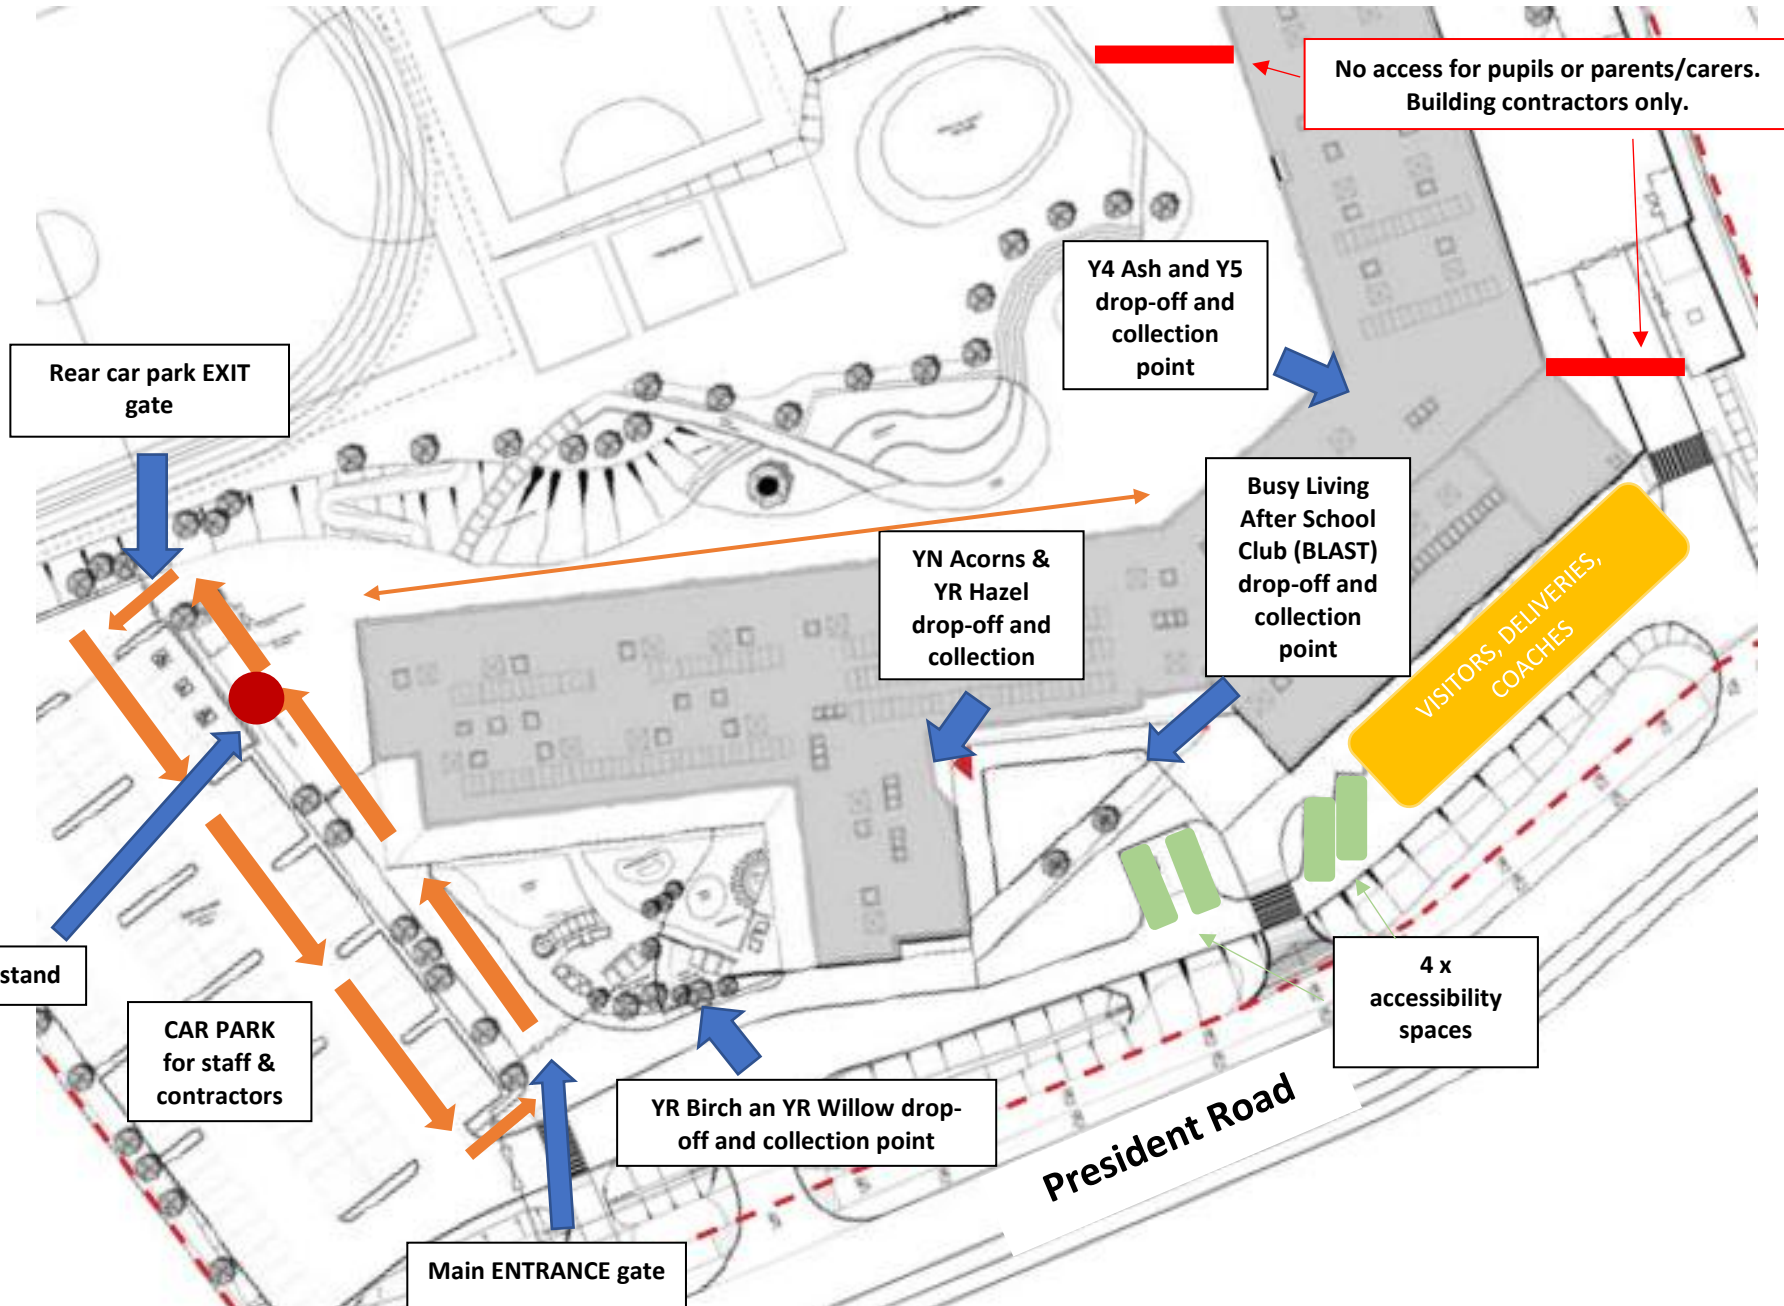 No access for pupils or parents/carers.
Building contractors only.
Y4 Ash and Y5
drop-off and
collection
point
Rear car park EXIT
gate
Busy Living
After School
Club (BLAST)
drop-off and
collection
point
YN Acorns &
YR Hazel
drop-off and
collection
VISITORS, DELIVERIES,
COACHES
stand
CAR PARK
for staff &
contractors
4 x
accessibility
spaces
YR Birch an YR Willow drop-
off and collection point
President Road
Main ENTRANCE gate